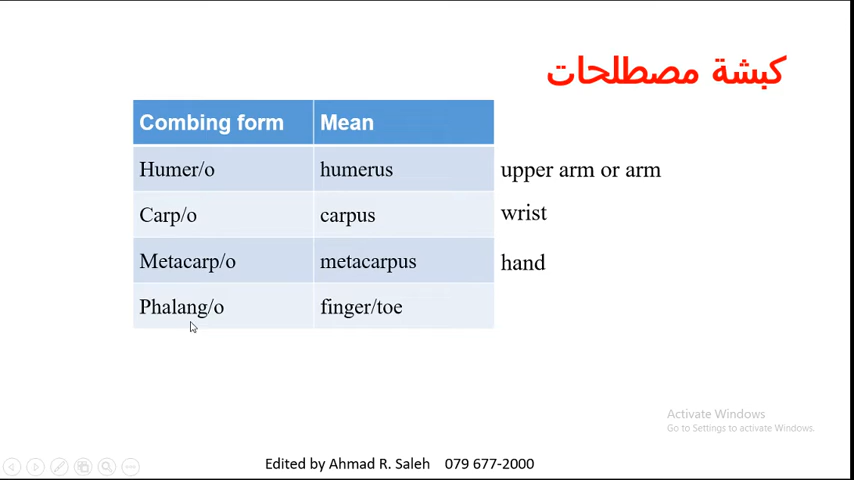 كبشة مصطلحات
Combing form Mean
Humer/o humerus upper arm or arm
Carp/o carpus wrist
Metacarp/o metacarpus hand
Phalang/o finger/toe
Activate Windows
Go to Settings to activate Windows.
Edited by Ahmad R. Saleh 079 677-2000